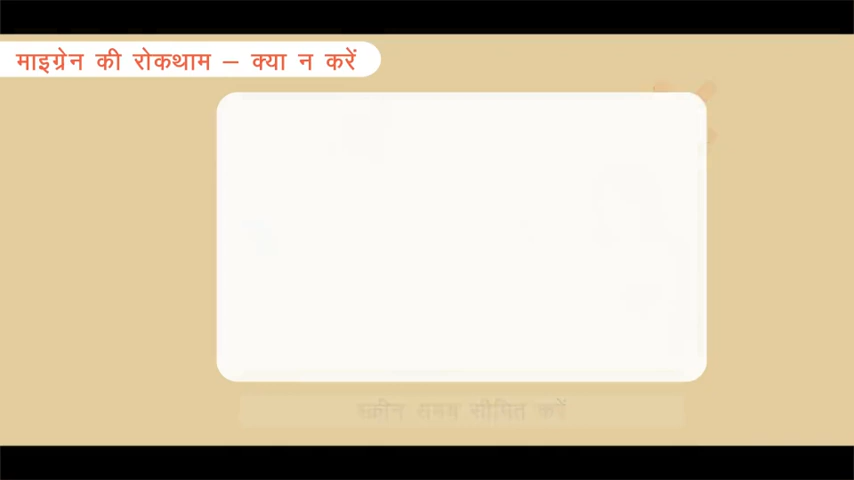 माइग्रेन की रोकथाम – क्या न करें
स्क्रीन समय सीमित करें